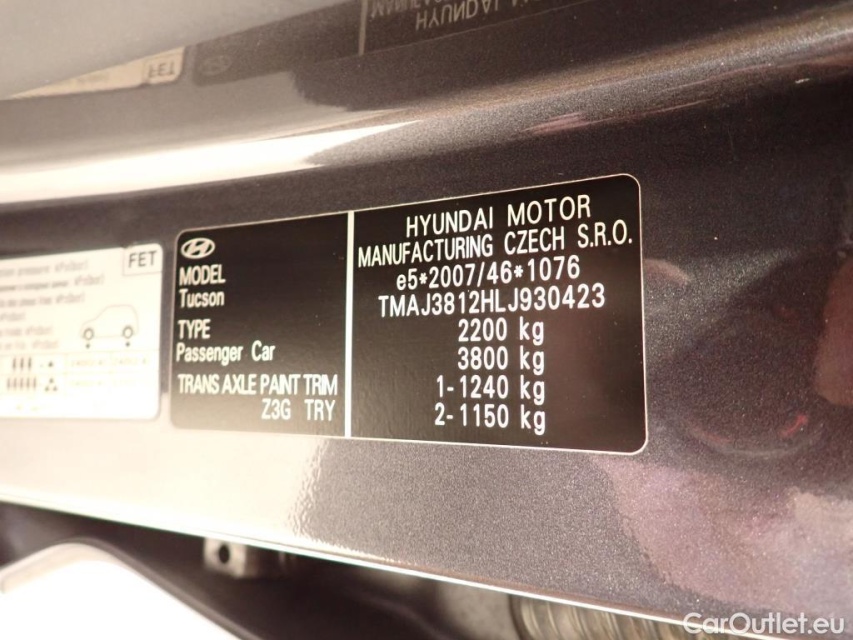 FET
MODEL
Tucson
TYPE
Passenger Car
TRANS AXLE PAINT TRIM
Z3G TRY
HYUNDAI MOTOR
MANUFACTURING CZECH S.R.O.
e5*2007/46*1076
TMAJ3812HLJ930423
2200 kg
3800 kg
1-1240 kg
2-1150 kg
CarOutlet.eu